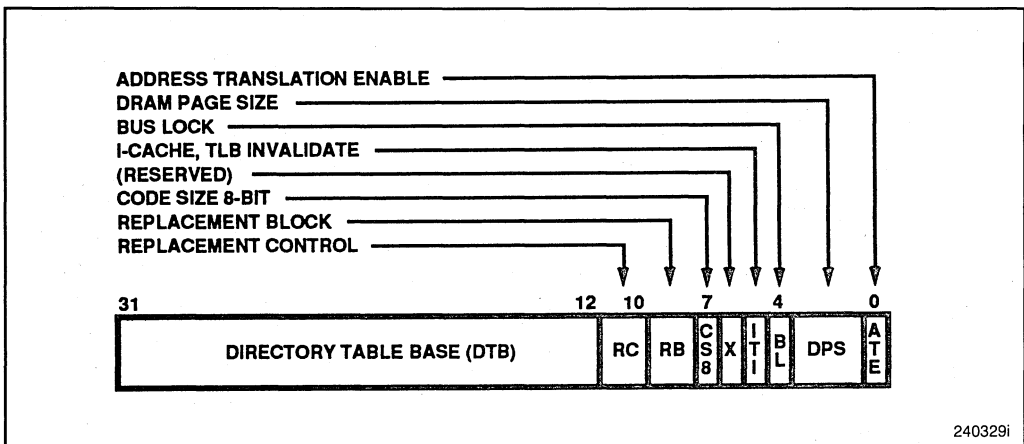 ADDRESS TRANSLATION ENABLE
DRAM PAGE SIZE
BUS LOCK
I-CACHE, TLB INVALIDATE
(RESERVED)
CODE SIZE 8-BIT
REPLACEMENT BLOCK
REPLACEMENT CONTROL
31 12 10 7 4 0
DIRECTORY TABLE BASE (DTB) RC RB CS8 X ITI BL DPS ATE
240329i